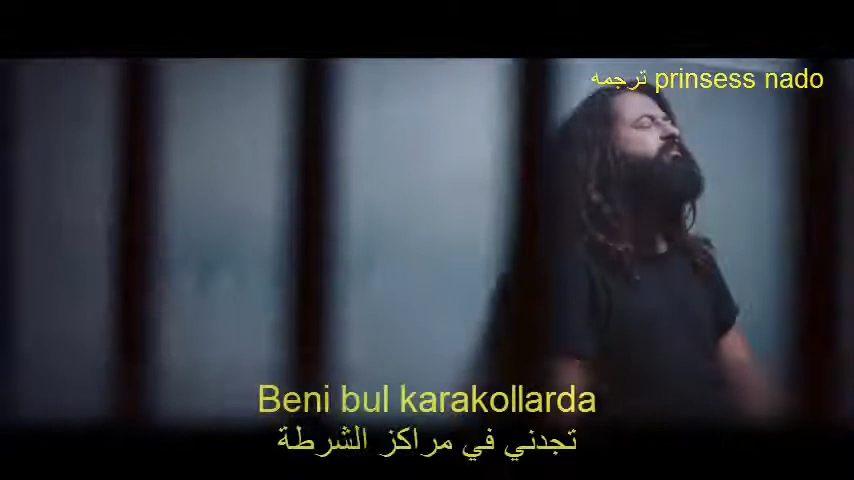 ترجمه prinsess nado
Beni bul karakollarda
تجدني في مراكز الشرطة